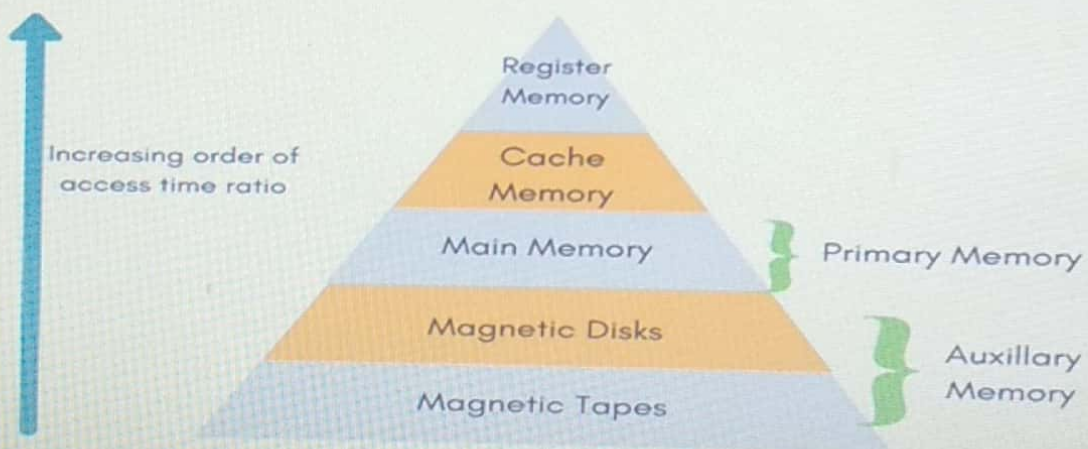 Register
Memory
Increasing order of
access time ratio
Cache
Memory
Main Memory
Primary Memory
Magnetic Disks
Auxillary
Memory
Magnetic Tapes